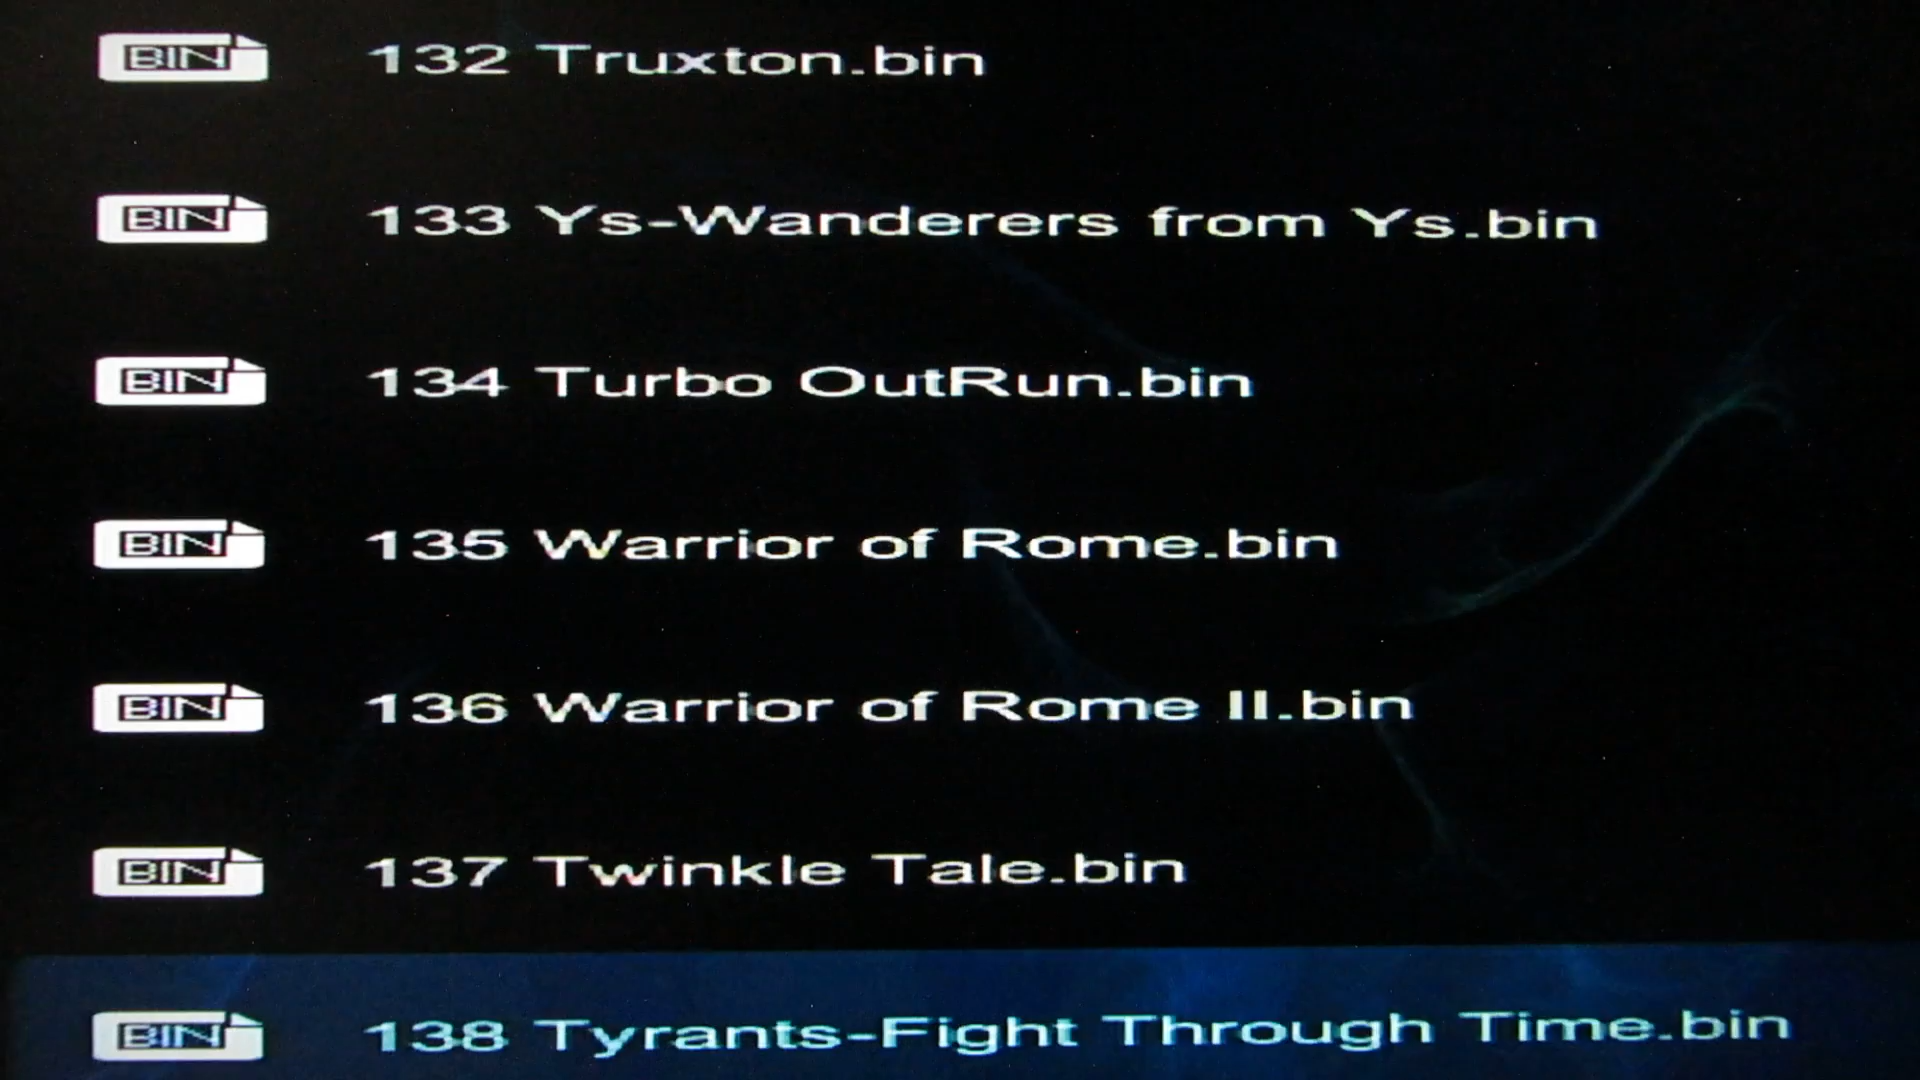 BIN 132 Truxton.bin
BIN 133 Ys-Wanderers from Ys.bin
BIN 134 Turbo OutRun.bin
BIN 135 Warrior of Rome.bin
BIN 136 Warrior of Rome II.bin
BIN 137 Twinkle Tale.bin
BIN 138 Tyrants-Fight Through Time.bin